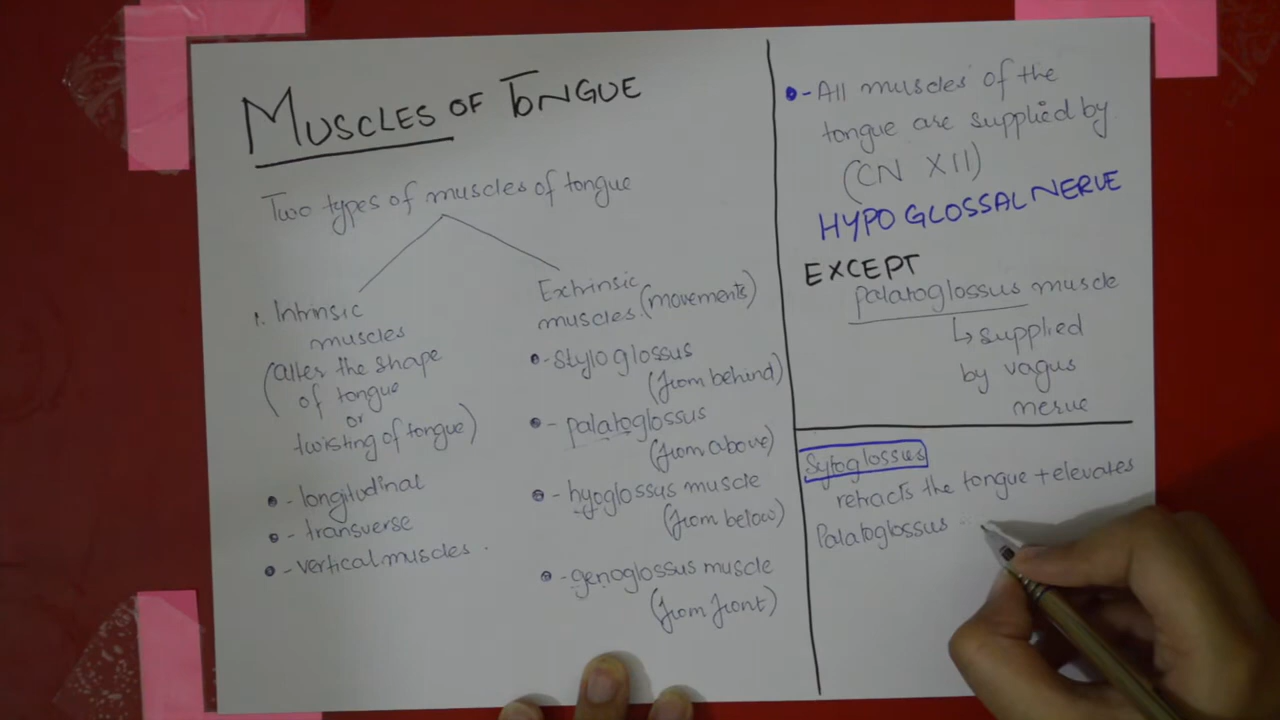 MUSCLES OF TONGUE
Two types of muscles of tongue
1. Intrinsic
muscles
(alter the shape
of tongue
or
twisting of tongue)
- longitudinal
- transverse
- vertical muscles.
Extrinsic
muscles. (movements)
- styloglossus
(from behind)
- palatoglossus
(from above)
- hyoglossus muscle
(from below)
- genoglossus muscle
(from front)
- All muscles of the
tongue are supplied by
(CN XII)
HYPOGLOSSAL NERVE
EXCEPT
palatoglossus muscle
↳ supplied
by vagus
nerve
Sytoglossus
retracts the tongue + elevates
Palatoglossus